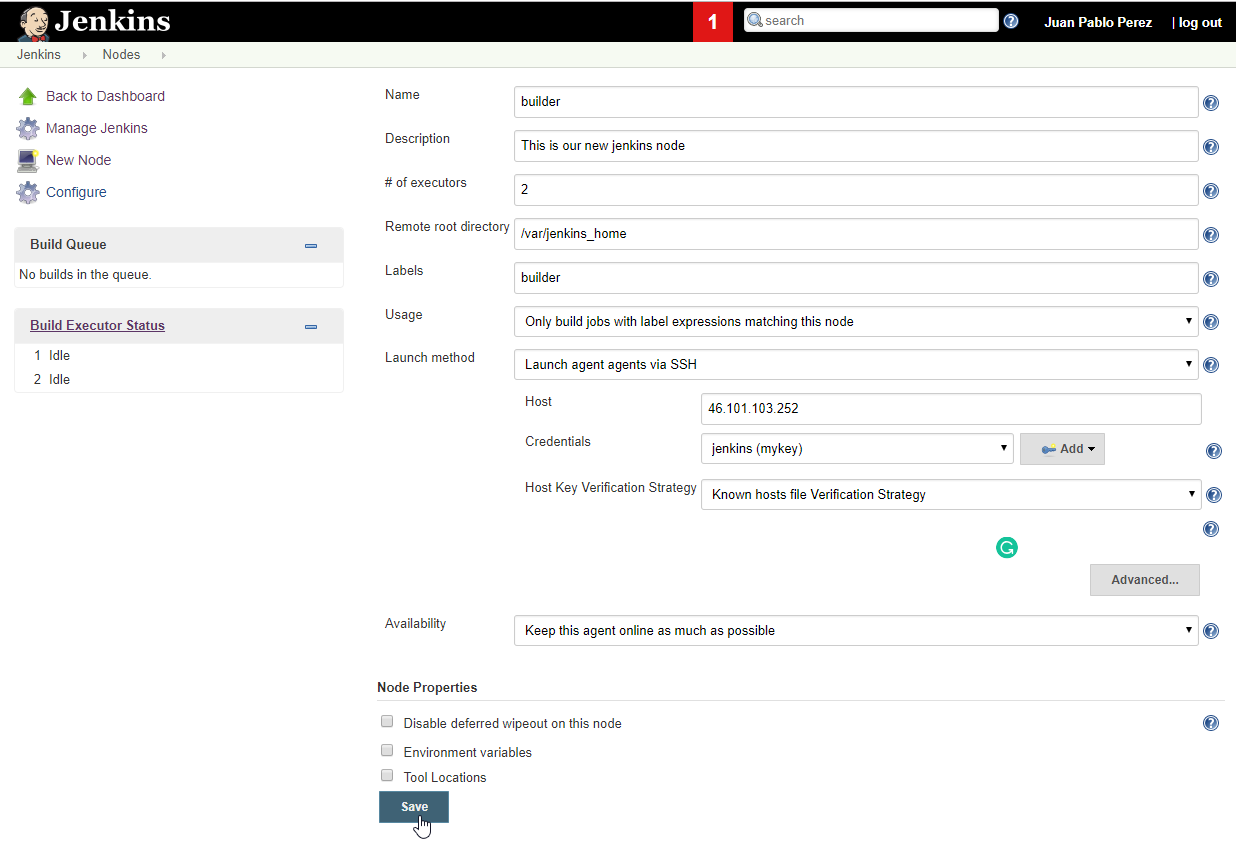 Jenkins
1
search
Juan Pablo Perez
| log out
Jenkins
Nodes
Back to Dashboard
Manage Jenkins
New Node
Configure
Build Queue
No builds in the queue.
Build Executor Status
1 Idle
2 Idle
Name builder
Description This is our new jenkins node
# of executors 2
Remote root directory /var/jenkins_home
Labels builder
Usage Only build jobs with label expressions matching this node
Launch method Launch agent agents via SSH
Host 46.101.103.252
Credentials jenkins (mykey) Add
Host Key Verification Strategy Known hosts file Verification Strategy
Advanced...
Availability Keep this agent online as much as possible
Node Properties
Disable deferred wipeout on this node
Environment variables
Tool Locations
Save